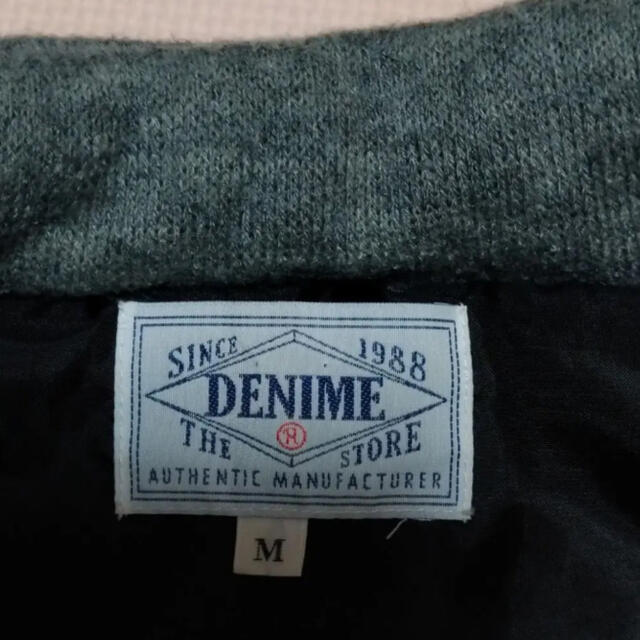 SINCE 1988
DENIME
THE Ⓡ STORE
AUTHENTIC MANUFACTURER
M